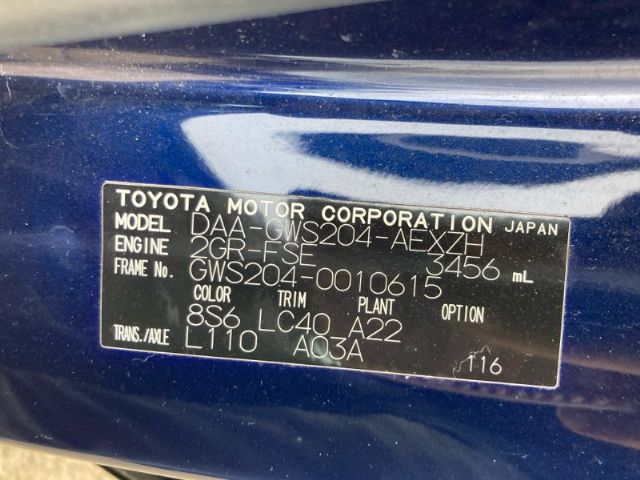 TOYOTA MOTOR CORPORATION JAPAN
MODEL DAA-GWS204-AEXZH
ENGINE 2GR-FSE 3456 mL
FRAME No. GWS204-0010615
COLOR TRIM PLANT OPTION
8S6 LC40 A22
TRANS./AXLE L110 A03A
116